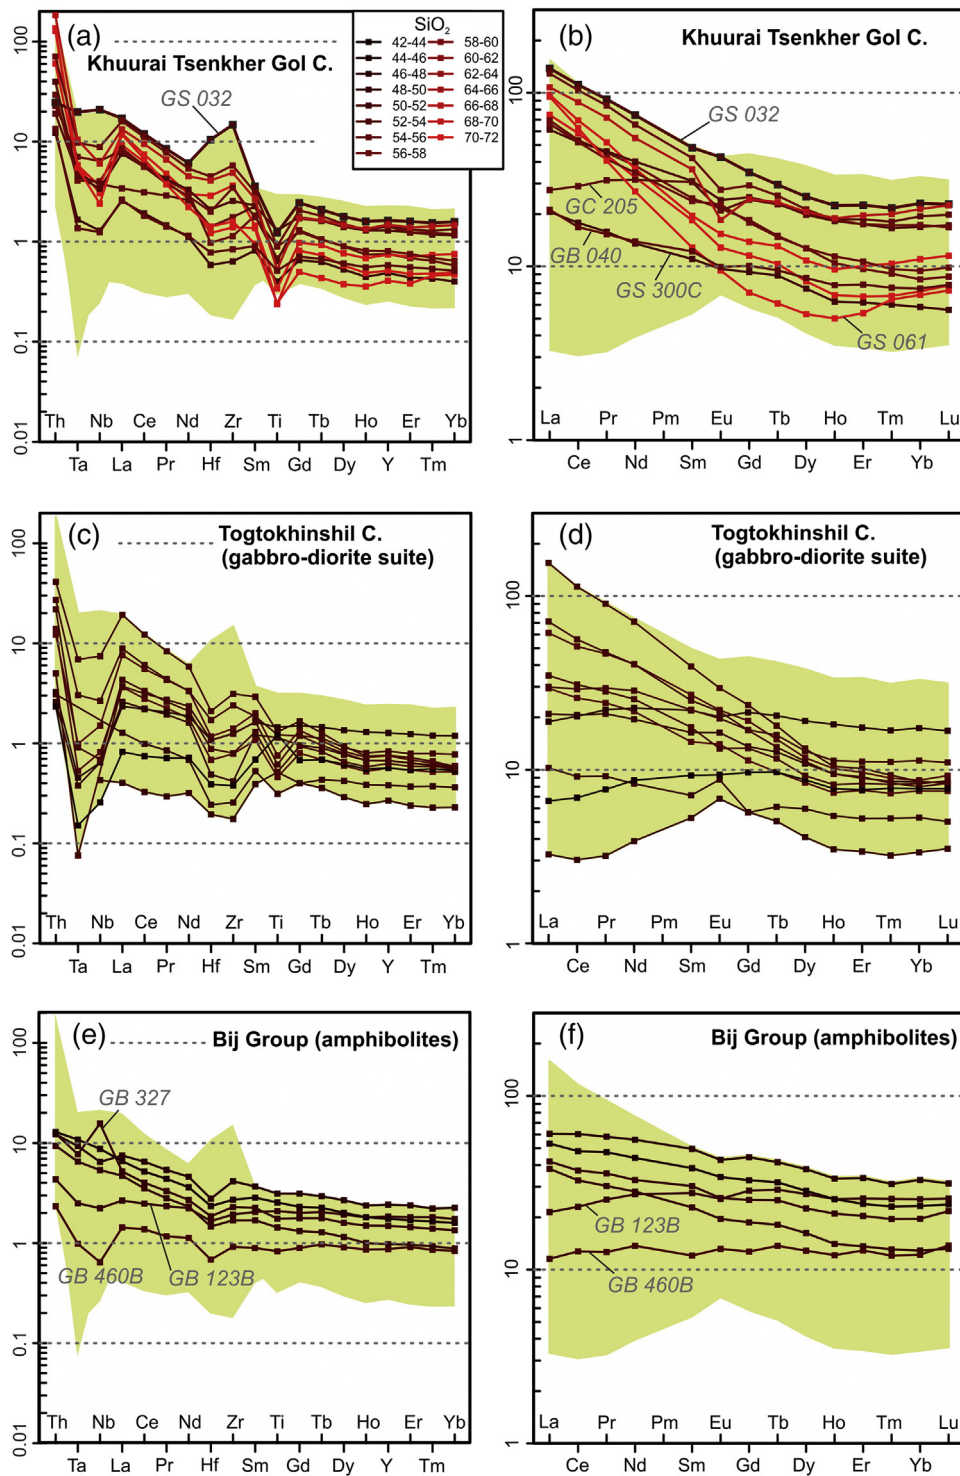 (a)
Khuurai Tsenkher Gol C.
GS 032
SiO2
42-44
44-46
46-48
48-50
50-52
52-54
54-56
56-58
58-60
60-62
62-64
64-66
66-68
68-70
70-72
100
10
1
0.1
0.01
Th Nb Ce Nd Zr Ti Tb Ho Er Yb
Ta La Pr Hf Sm Gd Dy Y Tm
(b)
Khuurai Tsenkher Gol C.
GS 032
GC 205
GB 040
GS 300C
GS 061
100
10
1
La Pr Pm Eu Tb Ho Tm Lu
Ce Nd Sm Gd Dy Er Yb
(c)
Togtokhinshil C.
(gabbro-diorite suite)
100
10
1
0.1
0.01
Th Nb Ce Nd Zr Ti Tb Ho Er Yb
Ta La Pr Hf Sm Gd Dy Y Tm
(d)
Togtokhinshil C.
(gabbro-diorite suite)
100
10
1
La Pr Pm Eu Tb Ho Tm Lu
Ce Nd Sm Gd Dy Er Yb
(e)
Bij Group (amphibolites)
GB 327
GB 460B
GB 123B
100
10
1
0.1
0.01
Th Nb Ce Nd Zr Ti Tb Ho Er Yb
Ta La Pr Hf Sm Gd Dy Y Tm
(f)
Bij Group (amphibolites)
GB 123B
GB 460B
100
10
1
La Pr Pm Eu Tb Ho Tm Lu
Ce Nd Sm Gd Dy Er Yb